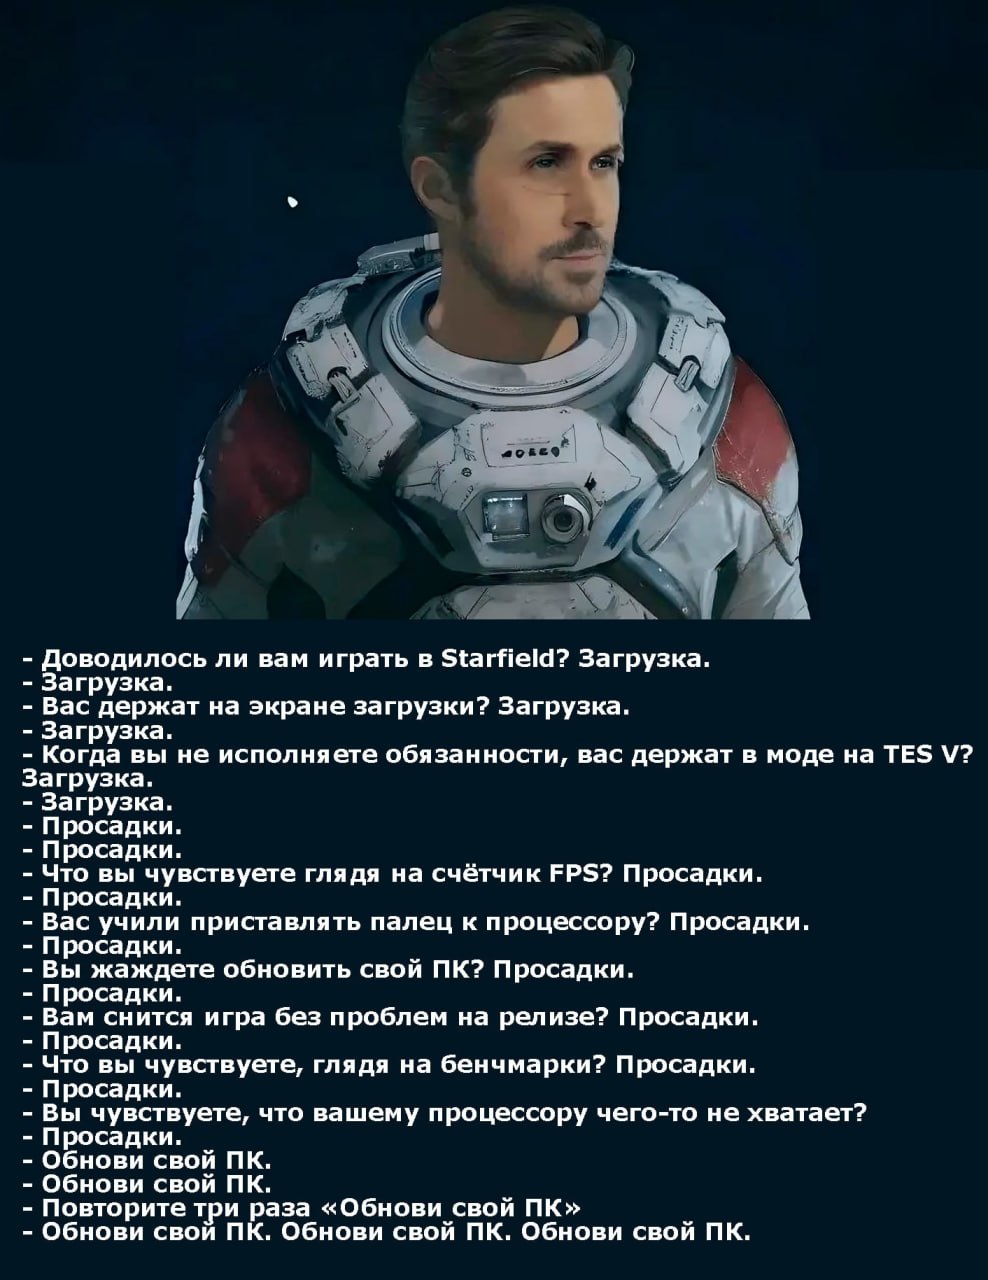 - Доводилось ли вам играть в Starfield? Загрузка.
- Загрузка.
- Вас держат на экране загрузки? Загрузка.
- Загрузка.
- Когда вы не исполняете обязанности, вас держат в моде на TES V?
Загрузка.
- Загрузка.
- Просадки.
- Просадки.
- Что вы чувствуете глядя на счётчик FPS? Просадки.
- Просадки.
- Вас учили приставлять палец к процессору? Просадки.
- Просадки.
- Вы жаждете обновить свой ПК? Просадки.
- Просадки.
- Вам снится игра без проблем на релизе? Просадки.
- Просадки.
- Что вы чувствуете, глядя на бенчмарки? Просадки.
- Просадки.
- Вы чувствуете, что вашему процессору чего-то не хватает?
- Просадки.
- Обнови свой ПК.
- Обнови свой ПК.
- Повторите три раза «Обнови свой ПК»
- Обнови свой ПК. Обнови свой ПК. Обнови свой ПК.